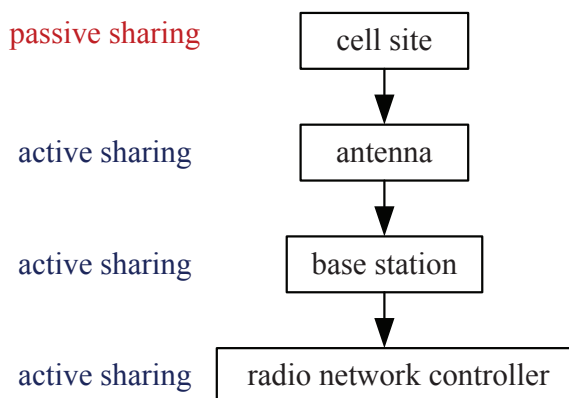 passive sharing
cell site
active sharing
antenna
active sharing
base station
active sharing
radio network controller